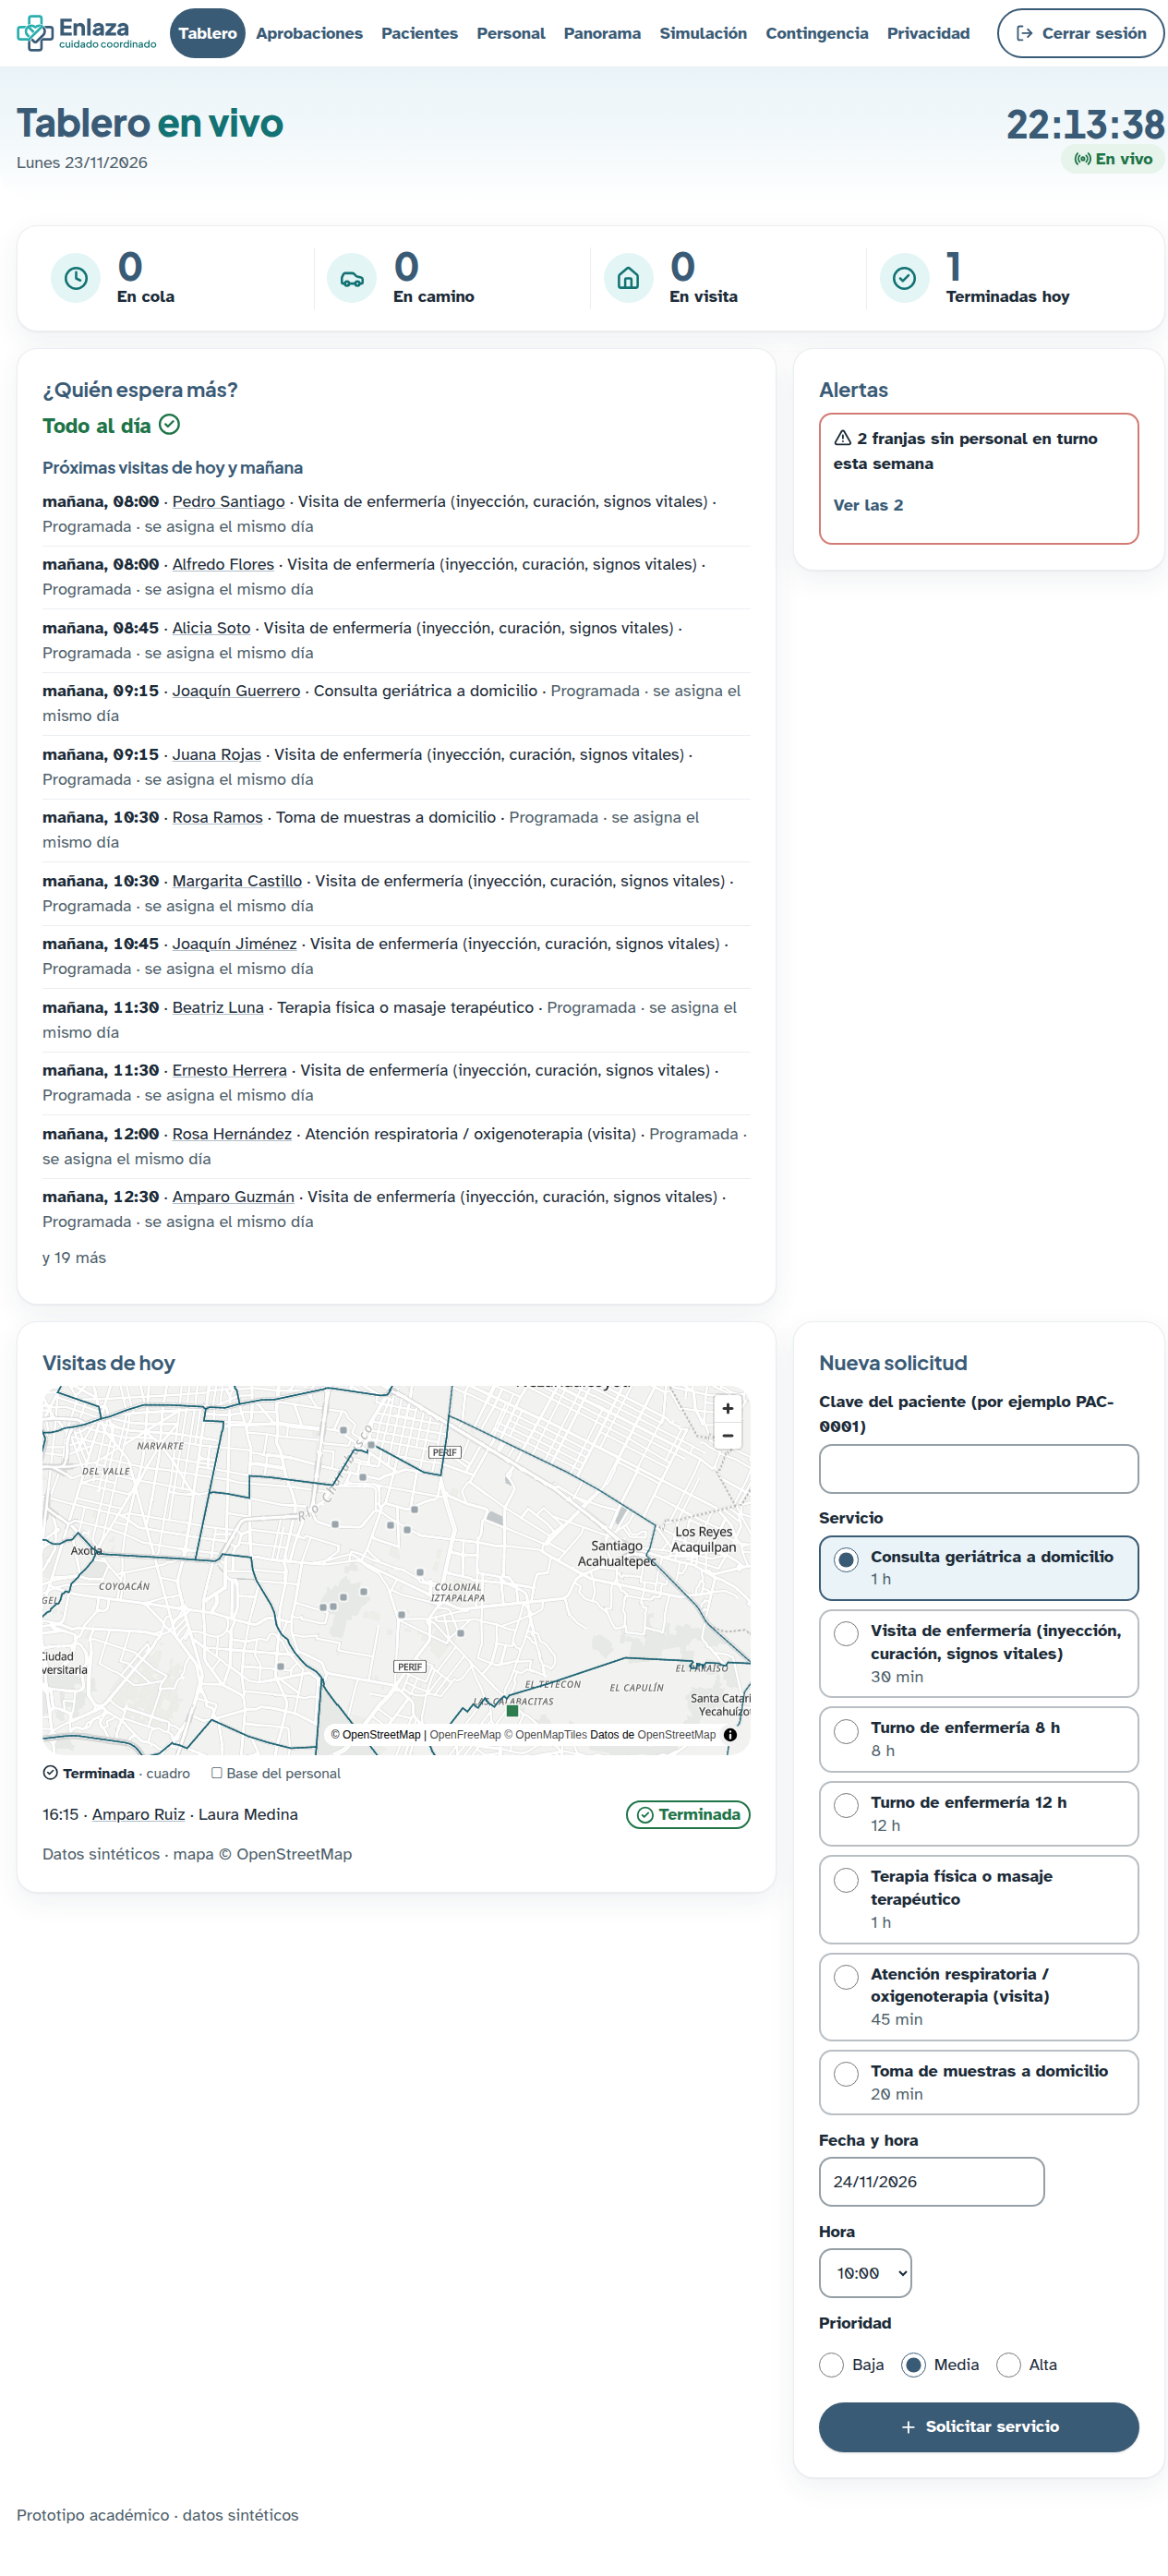 Enlaza
cuidado coordinado
Tablero
Aprobaciones
Pacientes
Personal
Panorama
Simulación
Contingencia
Privacidad
Cerrar sesión
Tablero en vivo
Lunes 23/11/2026
22:13:38
En vivo
0
En cola
0
En camino
0
En visita
1
Terminadas hoy
¿Quién espera más?
Todo al día
Próximas visitas de hoy y mañana
mañana, 08:00 · Pedro Santiago · Visita de enfermería (inyección, curación, signos vitales) ·
Programada · se asigna el mismo día
mañana, 08:00 · Alfredo Flores · Visita de enfermería (inyección, curación, signos vitales) ·
Programada · se asigna el mismo día
mañana, 08:45 · Alicia Soto · Visita de enfermería (inyección, curación, signos vitales) ·
Programada · se asigna el mismo día
mañana, 09:15 · Joaquín Guerrero · Consulta geriátrica a domicilio · Programada · se asigna el
mismo día
mañana, 09:15 · Juana Rojas · Visita de enfermería (inyección, curación, signos vitales) ·
Programada · se asigna el mismo día
mañana, 10:30 · Rosa Ramos · Toma de muestras a domicilio · Programada · se asigna el
mismo día
mañana, 10:30 · Margarita Castillo · Visita de enfermería (inyección, curación, signos vitales) ·
Programada · se asigna el mismo día
mañana, 10:45 · Joaquín Jiménez · Visita de enfermería (inyección, curación, signos vitales) ·
Programada · se asigna el mismo día
mañana, 11:30 · Beatriz Luna · Terapia física o masaje terapéutico · Programada · se asigna el
mismo día
mañana, 11:30 · Ernesto Herrera · Visita de enfermería (inyección, curación, signos vitales) ·
Programada · se asigna el mismo día
mañana, 12:00 · Rosa Hernández · Atención respiratoria / oxigenoterapia (visita) · Programada ·
se asigna el mismo día
mañana, 12:30 · Amparo Guzmán · Visita de enfermería (inyección, curación, signos vitales) ·
Programada · se asigna el mismo día
y 19 más
Alertas
2 franjas sin personal en turno
esta semana
Ver las 2
Visitas de hoy
NARVARTE
DEL VALLE
PERIF
Río Churubusco
Los Reyes
Acaquilpan
Santiago
Acahualtepec
Axotla
COYOACÁN
COLONIAL
IZTAPALAPA
PERIF
EL PARAISO
EL TETECON
EL CAPULÍN
© OpenStreetMap | OpenFreeMap © OpenMapTiles Datos de OpenStreetMap
Terminada · cuadro
Base del personal
16:15 · Amparo Ruiz · Laura Medina
Terminada
Datos sintéticos · mapa © OpenStreetMap
Nueva solicitud
Clave del paciente (por ejemplo PAC-
0001)
Servicio
Consulta geriátrica a domicilio
1 h
Visita de enfermería (inyección,
curación, signos vitales)
30 min
Turno de enfermería 8 h
8 h
Turno de enfermería 12 h
12 h
Terapia física o masaje
terapéutico
1 h
Atención respiratoria /
oxigenoterapia (visita)
45 min
Toma de muestras a domicilio
20 min
Fecha y hora
24/11/2026
Hora
10:00
Prioridad
Baja
Media
Alta
+ Solicitar servicio
Prototipo académico · datos sintéticos